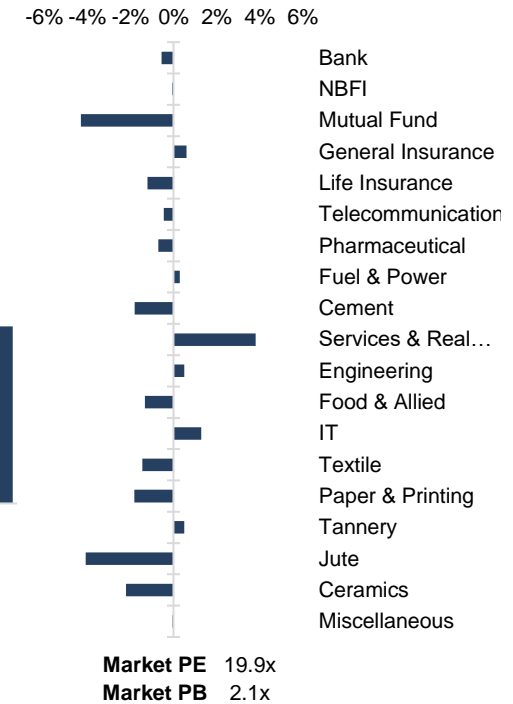 -6% -4% -2% 0% 2% 4% 6%
Bank
NBFI
Mutual Fund
General Insurance
Life Insurance
Telecommunication
Pharmaceutical
Fuel & Power
Cement
Services & Real…
Engineering
Food & Allied
IT
Textile
Paper & Printing
Tannery
Jute
Ceramics
Miscellaneous
Market PE 19.9x
Market PB 2.1x